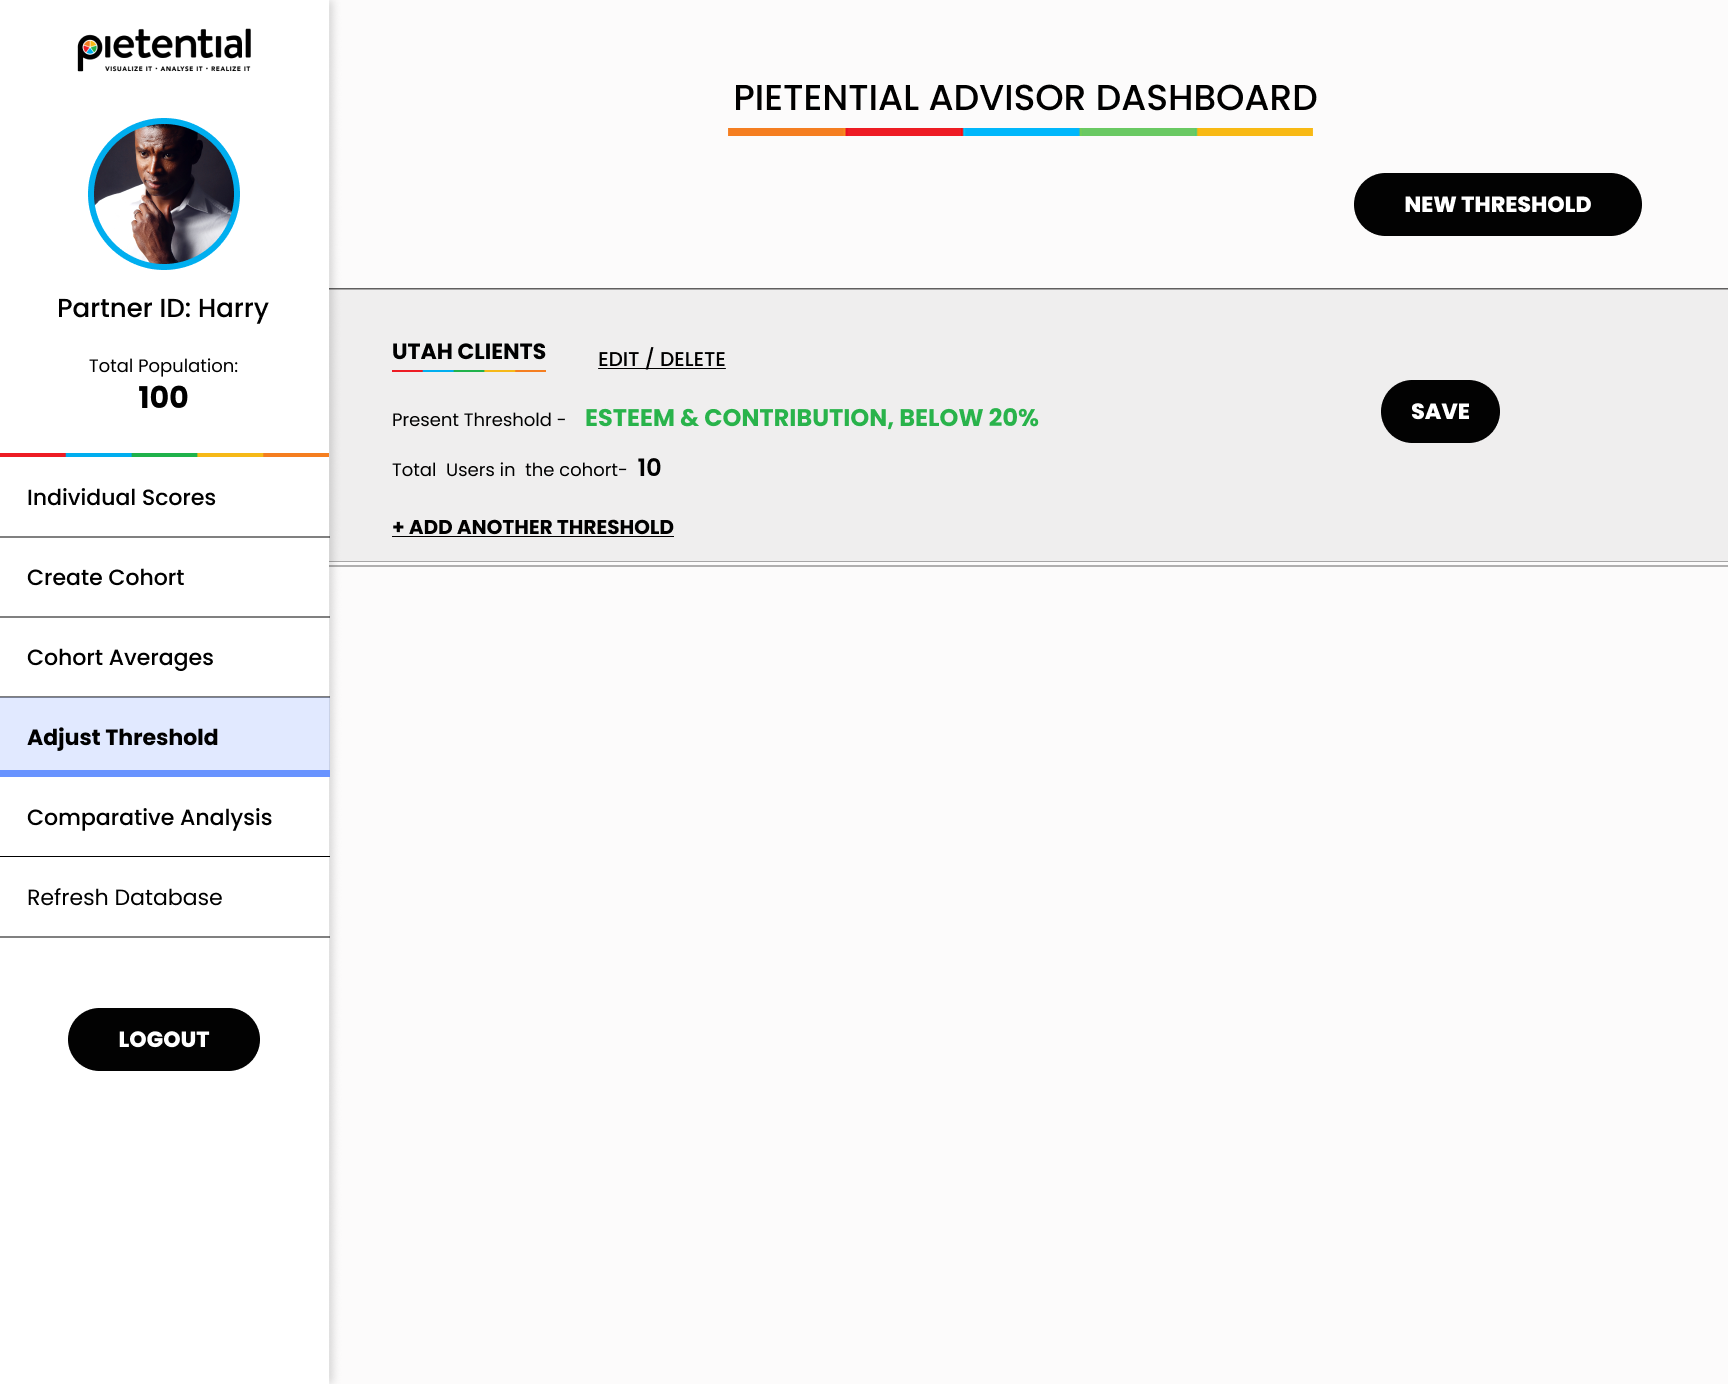 pietential
VISUALIZE IT • ANALYSE IT • REALIZE IT
Partner ID: Harry
Total Population:
100
Individual Scores
Create Cohort
Cohort Averages
Adjust Threshold
Comparative Analysis
Refresh Database
LOGOUT
PIETENTIAL ADVISOR DASHBOARD
NEW THRESHOLD
UTAH CLIENTS
EDIT / DELETE
Present Threshold - ESTEEM & CONTRIBUTION, BELOW 20%
SAVE
Total Users in the cohort- 10
+ ADD ANOTHER THRESHOLD